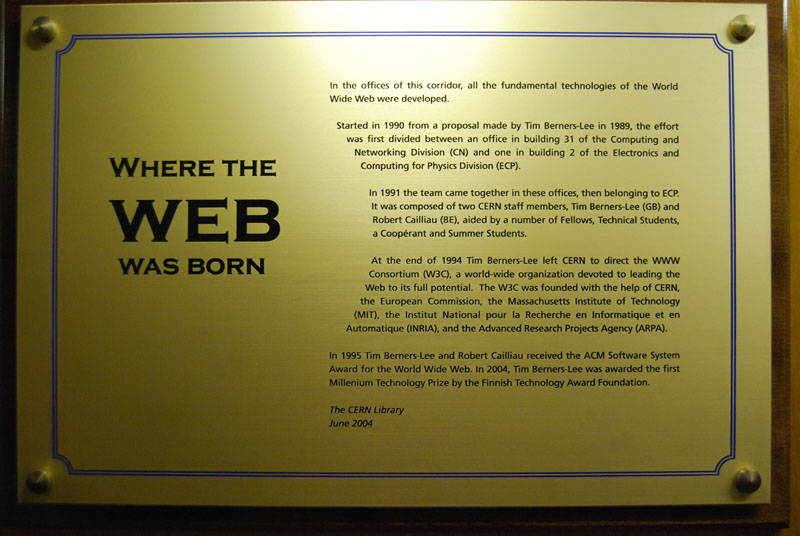 WHERE THE
WEB
WAS BORN
In the offices of this corridor, all the fundamental technologies of the World
Wide Web were developed.
Started in 1990 from a proposal made by Tim Berners-Lee in 1989, the effort
was first divided between an office in building 31 of the Computing and
Networking Division (CN) and one in building 2 of the Electronics and
Computing for Physics Division (ECP).
In 1991 the team came together in these offices, then belonging to ECP.
It was composed of two CERN staff members, Tim Berners-Lee (GB) and
Robert Cailliau (BE), aided by a number of Fellows, Technical Students,
a Coopérant and Summer Students.
At the end of 1994 Tim Berners-Lee left CERN to direct the WWW
Consortium (W3C), a world-wide organization devoted to leading the
Web to its full potential. The W3C was founded with the help of CERN,
the European Commission, the Massachusetts Institute of Technology
(MIT), the Institut National pour la Recherche en Informatique et en
Automatique (INRIA), and the Advanced Research Projects Agency (ARPA).
In 1995 Tim Berners-Lee and Robert Cailliau received the ACM Software System
Award for the World Wide Web. In 2004, Tim Berners-Lee was awarded the first
Millenium Technology Prize by the Finnish Technology Award Foundation.
The CERN Library
June 2004